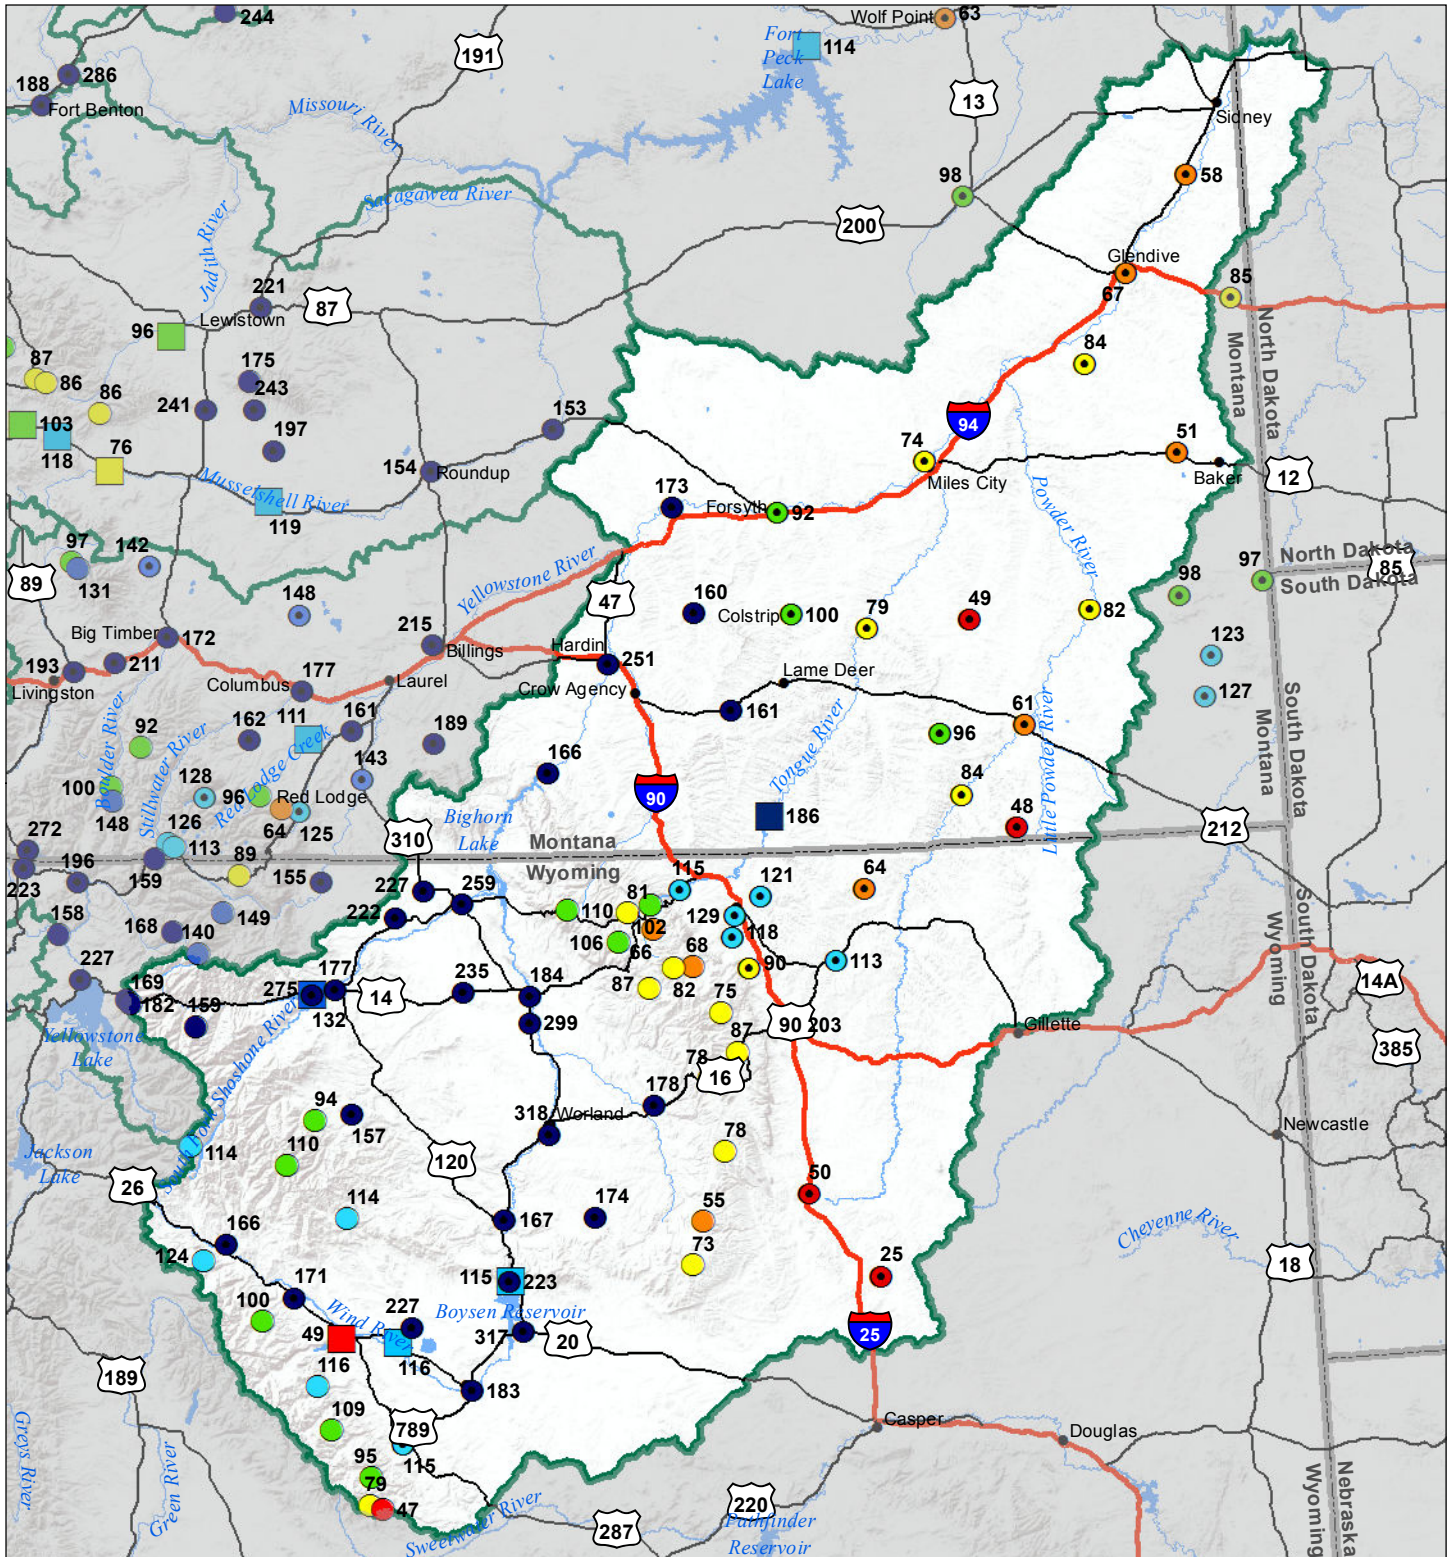 244
191
Wolf Point
63
Fort
Peck
Lake
114
286
188
Fort Benton
13
Missouri River
Sidney
Sacagawea River
98
58
200
Judith River
Glendive
67
85
221
87
Lewistown
96
North Dakota
Montana
87
86
86
175
243
241
84
197
153
103
118
76
94
74
51
154
Roundup
Miles City
Baker
12
Musselshell River
119
173
Forsyth
92
Powder River
97
142
131
89
Yellowstone River
North Dakota
South Dakota
85
97
98
148
47
160
Colstrip
100
79
49
82
Big Timber
172
215
Billings
Hardin
251
123
193
211
Livingston
177
Columbus
Laurel
Crow Agency
Lame Deer
161
127
South Dakota
Montana
92
162
111
161
189
Boulder River
Stillwater River
Red Lodge Creek
143
166
Tongue River
96
61
Little Powder River
100
148
128
96
Red Lodge
64
125
90
84
186
48
212
Bighorn
Lake
310
Montana
Wyoming
272
126
113
223
196
159
89
155
227
259
115
121
64
81
110
102
129
118
158
168
149
140
222
106
66
68
90
113
South Dakota
Wyoming
227
169
182
159
275
177
132
14
235
184
87
82
75
14A
Yellowstone
Lake
299
87
90
203
Gillette
385
South Fork Shoshone River
78
16
178
94
157
318
Worland
Newcastle
114
110
78
Jackson
Lake
26
120
50
114
174
167
55
166
124
73
Cheyenne River
18
171
115
223
25
100
Wind River
227
Boysen Reservoir
49
116
116
317
20
25
189
183
109
789
Casper
Douglas
95
115
79
47
Greys River
Green River
Sweetwater River
287
220
Pathfinder
Reservoir
Nebraska
Wyoming